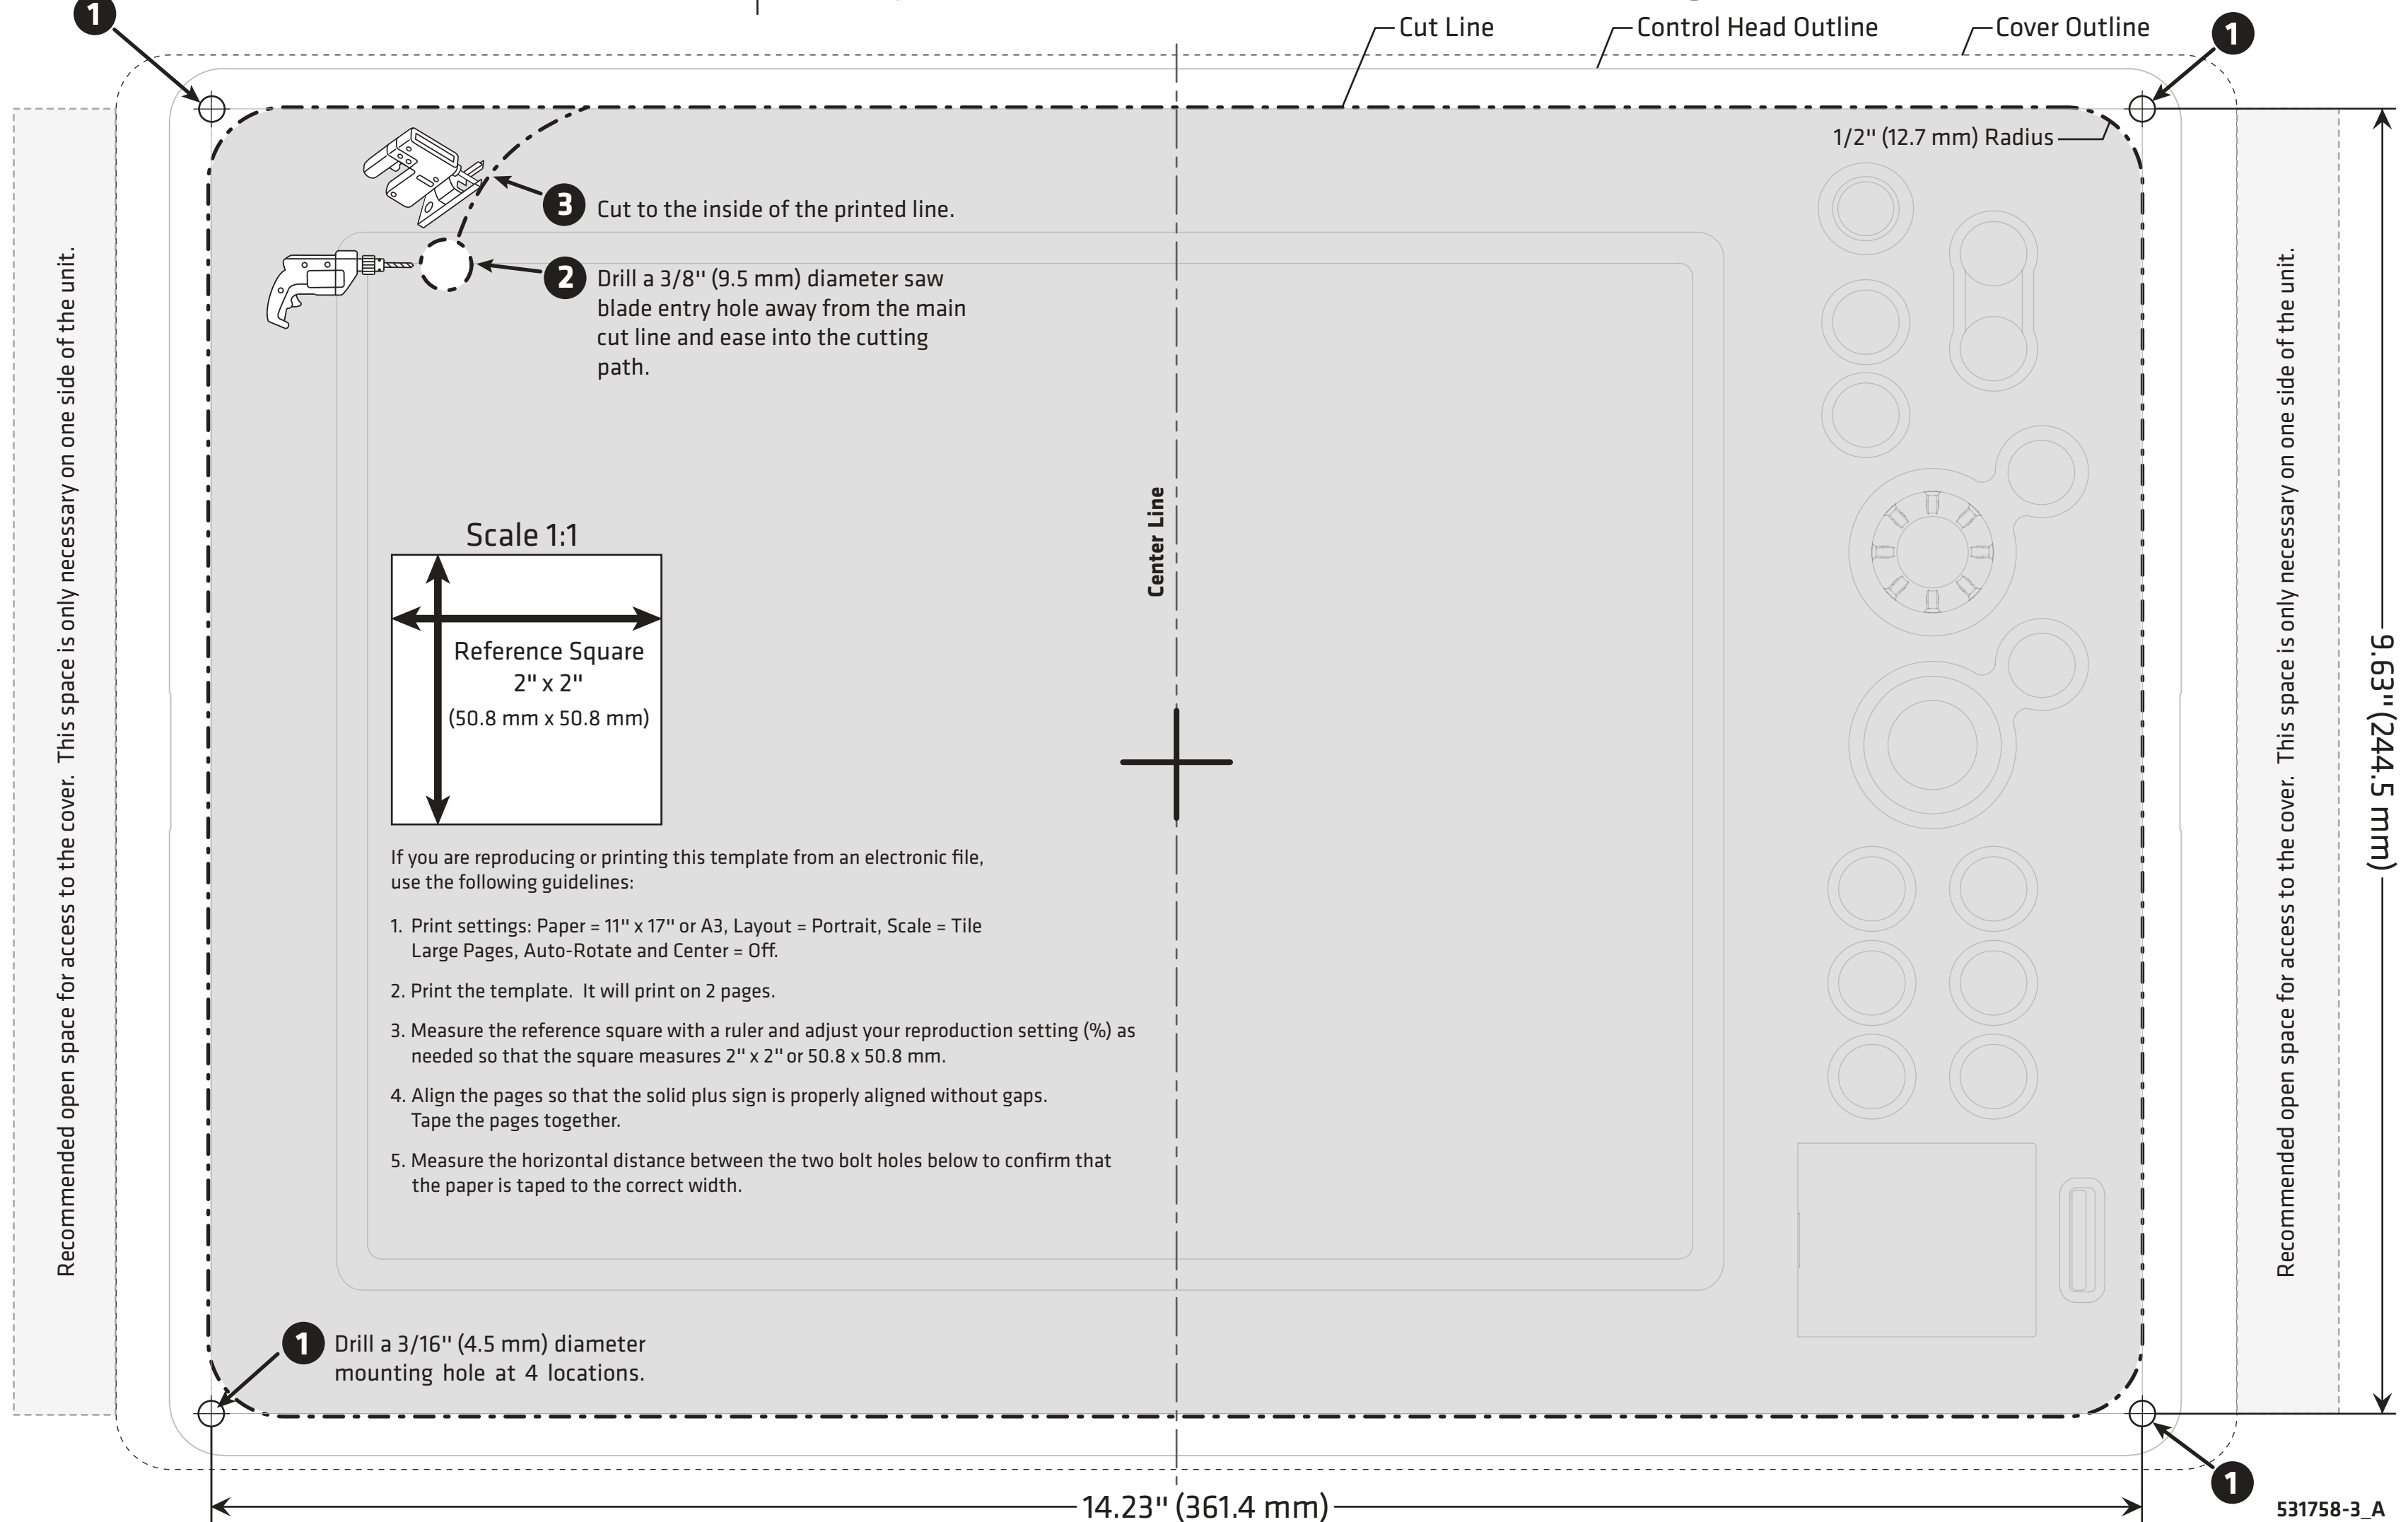 1
Cut Line
Control Head Outline
Cover Outline
1
1/2" (12.7 mm) Radius
3
Cut to the inside of the printed line.
2
Drill a 3/8" (9.5 mm) diameter saw
blade entry hole away from the main
cut line and ease into the cutting
path.
Recommended open space for access to the cover. This space is only necessary on one side of the unit.
Center Line
Scale 1:1
Reference Square
2" x 2"
(50.8 mm x 50.8 mm)
If you are reproducing or printing this template from an electronic file,
use the following guidelines:
1. Print settings: Paper = 11" x 17" or A3, Layout = Portrait, Scale = Tile
Large Pages, Auto-Rotate and Center = Off.
2. Print the template. It will print on 2 pages.
3. Measure the reference square with a ruler and adjust your reproduction setting (%) as
needed so that the square measures 2" x 2" or 50.8 x 50.8 mm.
4. Align the pages so that the solid plus sign is properly aligned without gaps.
Tape the pages together.
5. Measure the horizontal distance between the two bolt holes below to confirm that
the paper is taped to the correct width.
Recommended open space for access to the cover. This space is only necessary on one side of the unit.
9.63" (244.5 mm)
1
Drill a 3/16" (4.5 mm) diameter
mounting hole at 4 locations.
1
14.23" (361.4 mm)
531758-3_A